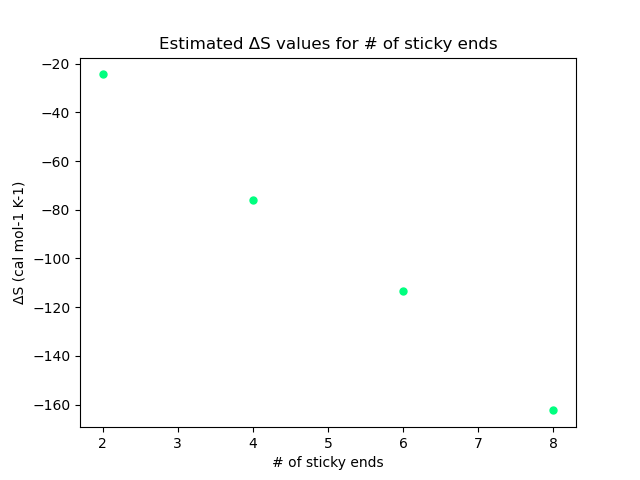 Estimated ΔS values for # of sticky ends
−20
−40
−60
−80
−100
−120
−140
−160
ΔS (cal mol-1 K-1)
2 3 4 5 6 7 8
# of sticky ends